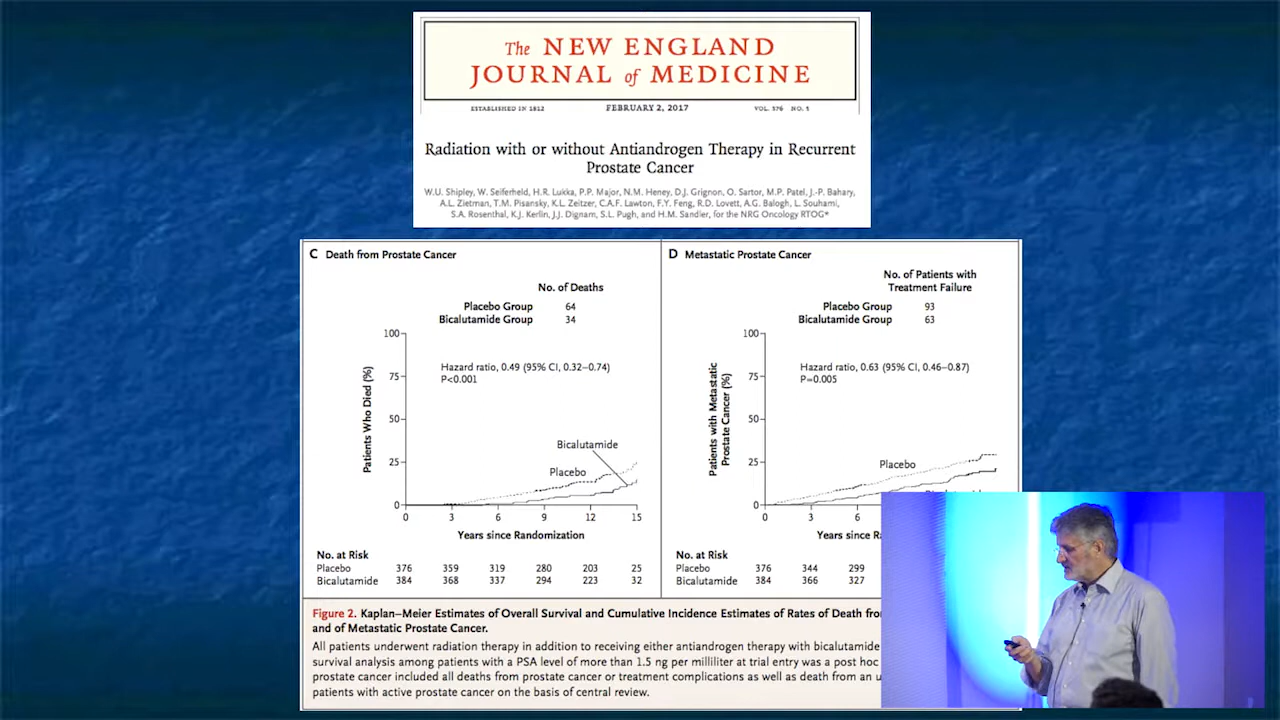 The NEW ENGLAND
JOURNAL of MEDICINE
ESTABLISHED IN 1812 FEBRUARY 2, 2017 VOL. 376 NO. 5
Radiation with or without Antiandrogen Therapy in Recurrent
Prostate Cancer
W.U. Shipley, W. Seiferheld, H.R. Lukka, P.P. Major, N.M. Heney, D.J. Grignon, O. Sartor, M.P. Patel, J.-P. Bahary,
A.L. Zietman, T.M. Pisansky, K.L. Zeitzer, C.A.F. Lawton, F.Y. Feng, R.D. Lovett, A.G. Balogh, L. Souhami,
S.A. Rosenthal, K.J. Kerlin, J.J. Dignam, S.L. Pugh, and H.M. Sandler, for the NRG Oncology RTOG*
C Death from Prostate Cancer
No. of Deaths
Placebo Group 64
Bicalutamide Group 34
Hazard ratio, 0.49 (95% CI, 0.32–0.74)
P<0.001
Patients Who Died (%)
100
75
50
25
0
Bicalutamide
Placebo
0 3 6 9 12 15
Years since Randomization
No. at Risk
Placebo 376 359 319 280 203 25
Bicalutamide 384 368 337 294 223 32
D Metastatic Prostate Cancer
No. of Patients with
Treatment Failure
Placebo Group 93
Bicalutamide Group 63
Hazard ratio, 0.63 (95% CI, 0.46–0.87)
P=0.005
Patients with Metastatic
Prostate Cancer (%)
100
75
50
25
0
Placebo
0 3 6
Years since
No. at Risk
Placebo 376 344 299
Bicalutamide 384 366 327
Figure 2. Kaplan–Meier Estimates of Overall Survival and Cumulative Incidence Estimates of Rates of Death
and of Metastatic Prostate Cancer.
All patients underwent radiation therapy in addition to receiving either antiandrogen therapy with bicalutamide
survival analysis among patients with a PSA level of more than 1.5 ng per milliliter at trial entry was a post hoc
prostate cancer included all deaths from prostate cancer or treatment complications as well as death from an
patients with active prostate cancer on the basis of central review.